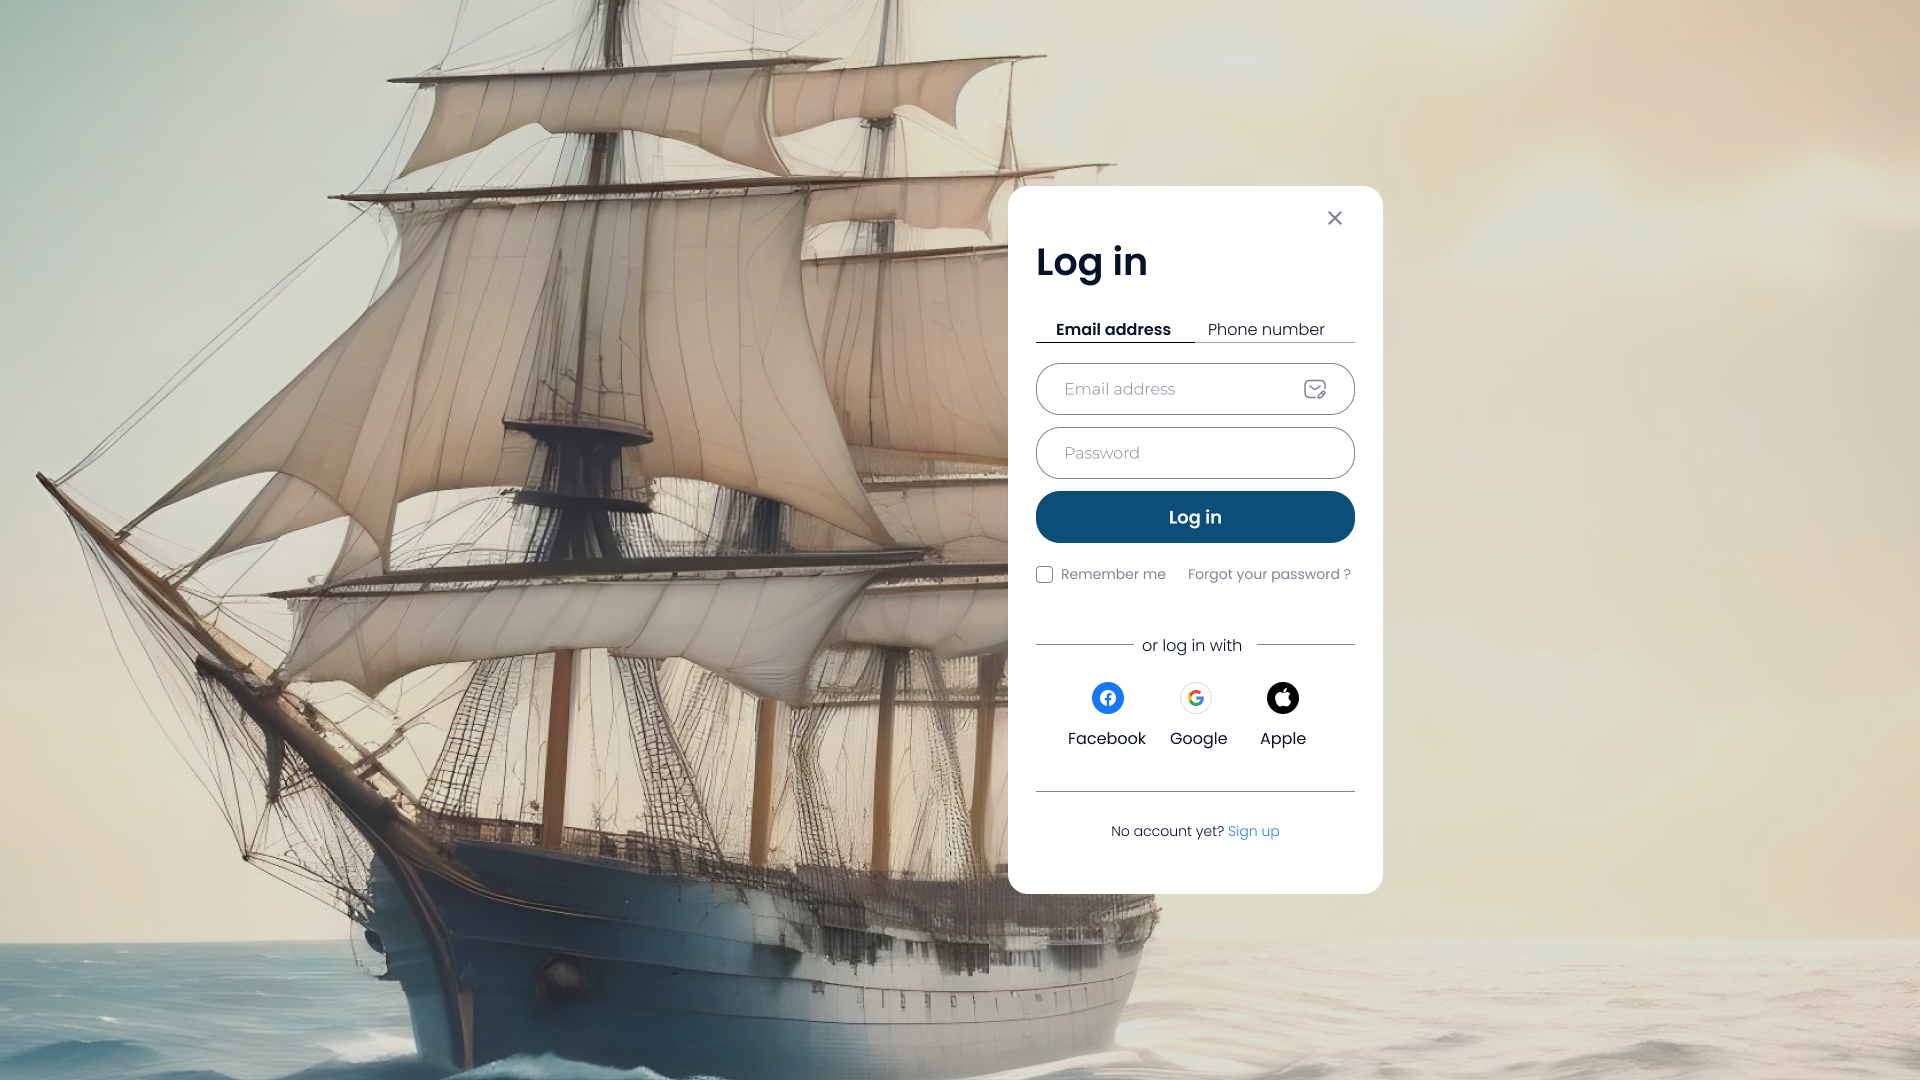 Log in
Email address Phone number
Email address
Password
Log in
Remember me Forgot your password ?
or log in with
Facebook Google Apple
No account yet? Sign up